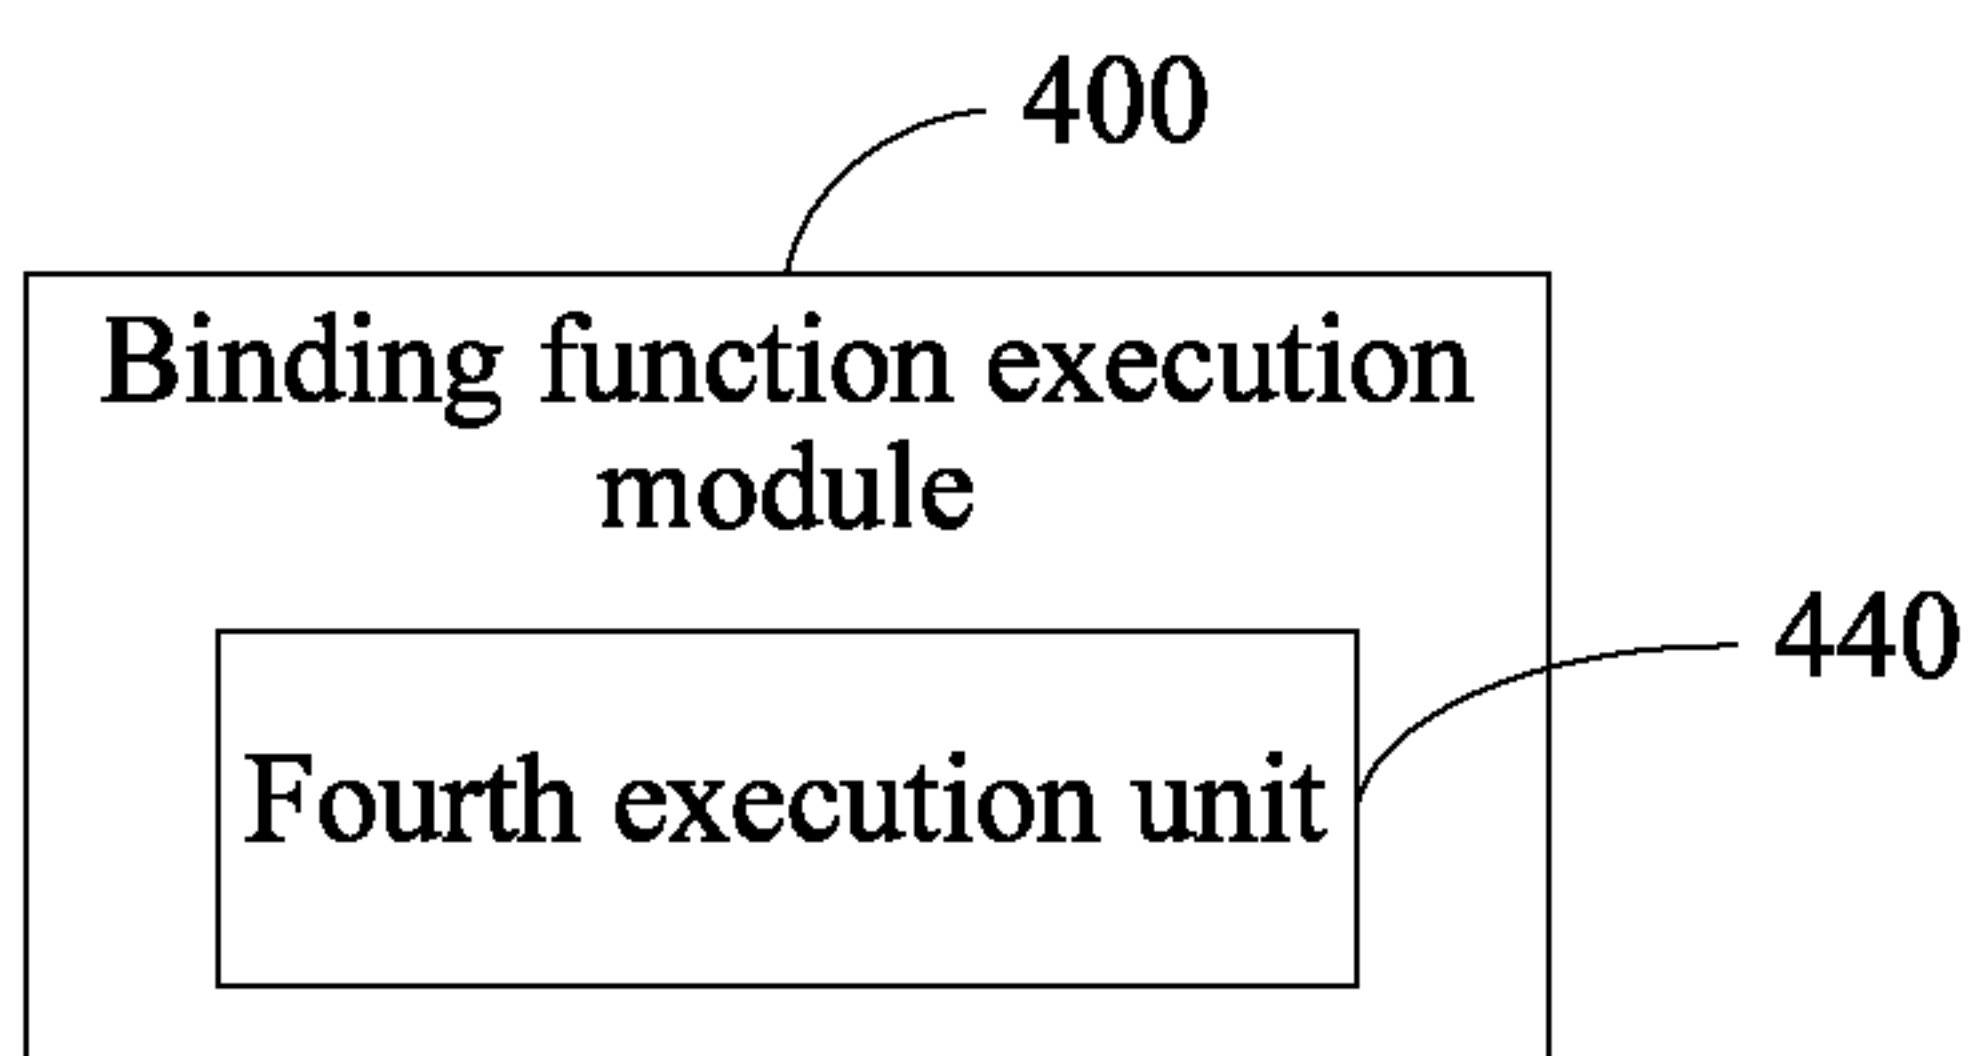 400
Binding function execution
module
440
Fourth execution unit